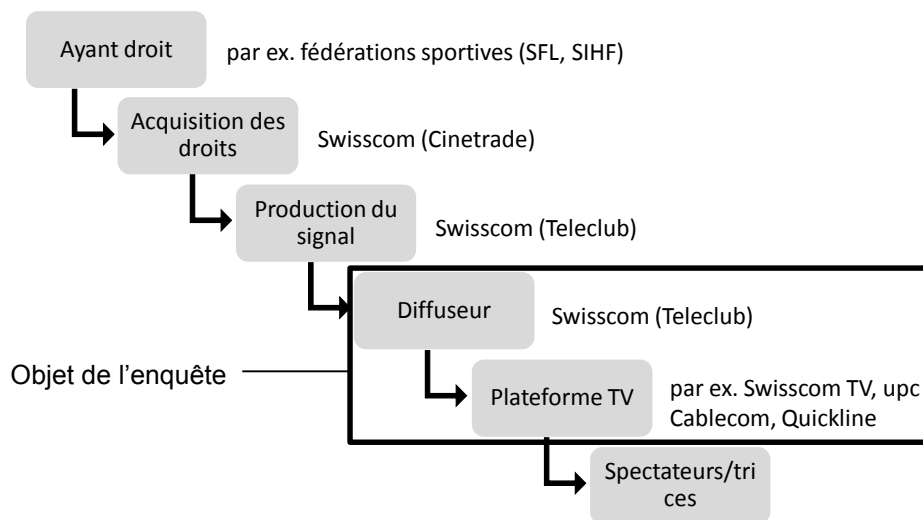 Ayant droit
par ex. fédérations sportives (SFL, SIHF)
Acquisition des
droits
Swisscom (Cinetrade)
Production du
signal
Swisscom (Teleclub)
Diffuseur
Swisscom (Teleclub)
Objet de l’enquête
Plateforme TV
par ex. Swisscom TV, upc
Cablecom, Quickline
Spectateurs/tri
ces